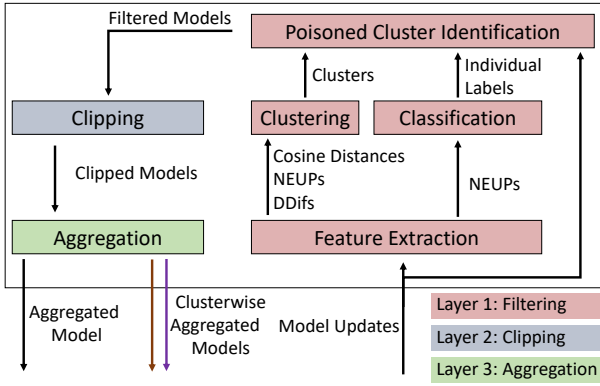 Filtered Models
Poisoned Cluster Identification
Clusters
Individual
Labels
Clipping
Clustering
Classification
Clipped Models
Cosine Distances
NEUPs
DDifs
NEUPs
Aggregation
Feature Extraction
Aggregated
Model
Clusterwise
Aggregated
Models
Model Updates
Layer 1: Filtering
Layer 2: Clipping
Layer 3: Aggregation